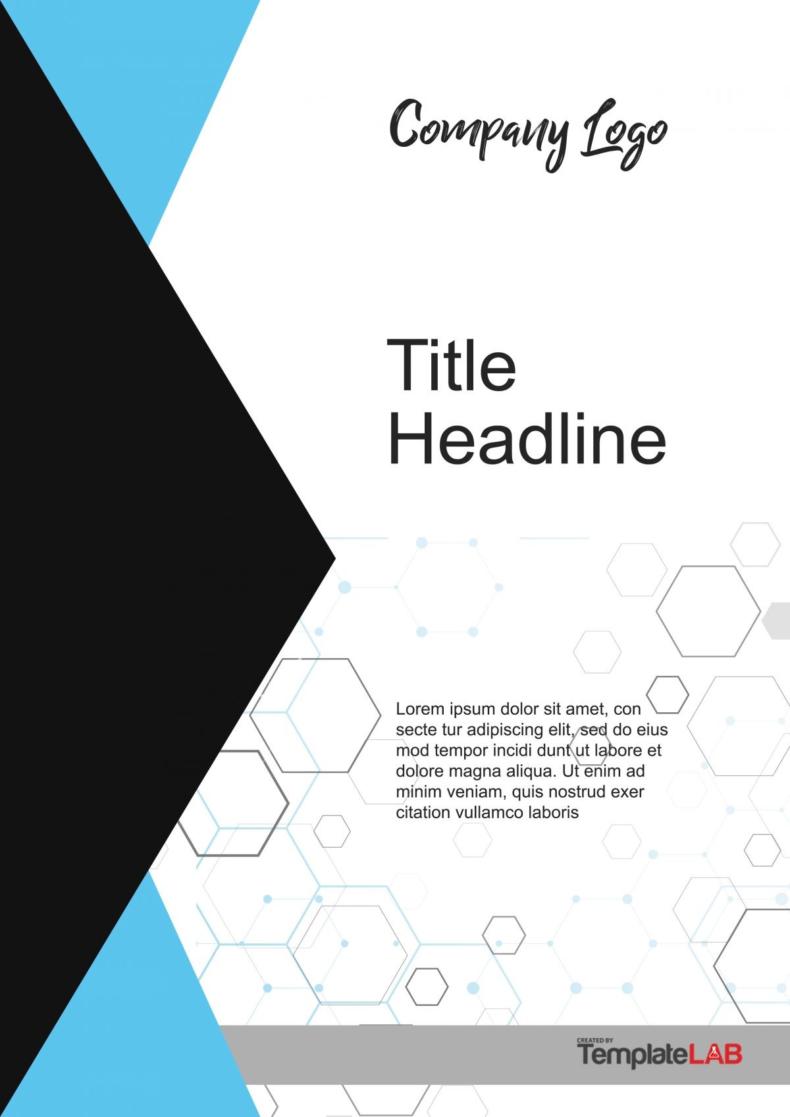 Company Logo
Title
Headline
Lorem ipsum dolor sit amet, con
secte tur adipiscing elit, sed do eius
mod tempor incidi dunt ut labore et
dolore magna aliqua. Ut enim ad
minim veniam, quis nostrud exer
citation vullamco laboris
CREATED BY
TemplateLAB